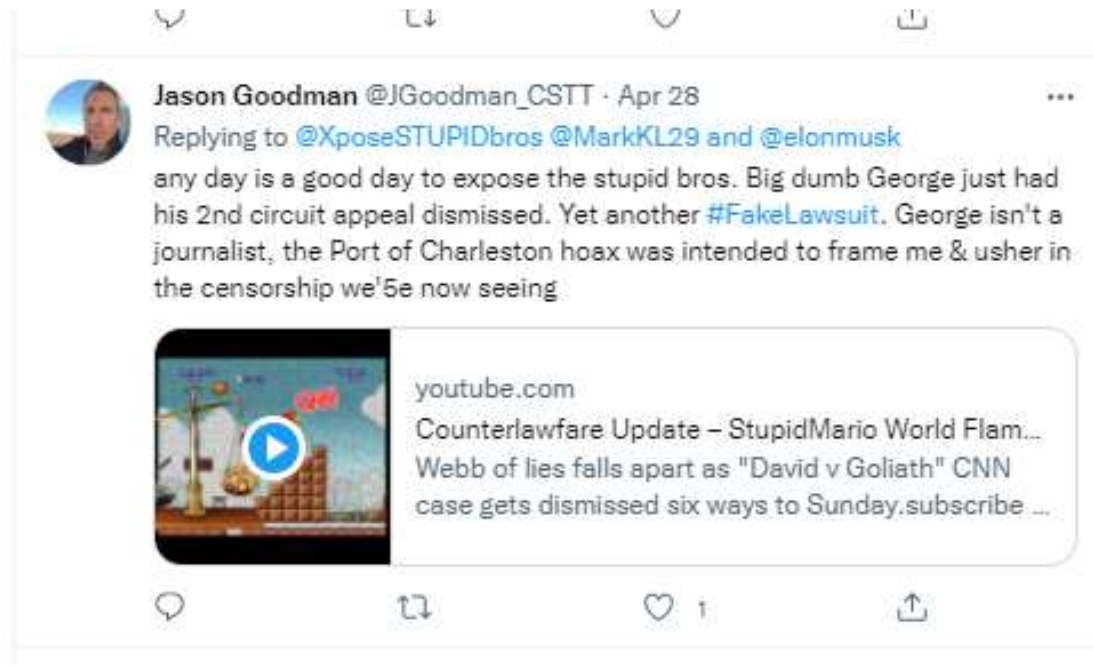 Jason Goodman @JGoodman_CSTT · Apr 28
Replying to @XposeSTUPIDbros @MarkKL29 and @elonmusk
any day is a good day to expose the stupid bros. Big dumb George just had
his 2nd circuit appeal dismissed. Yet another #FakeLawsuit. George isn't a
journalist, the Port of Charleston hoax was intended to frame me & usher in
the censorship we'5e now seeing
youtube.com
Counterlawfare Update – StupidMario World Flam...
Webb of lies falls apart as "David v Goliath" CNN
case gets dismissed six ways to Sunday.subscribe ...
1